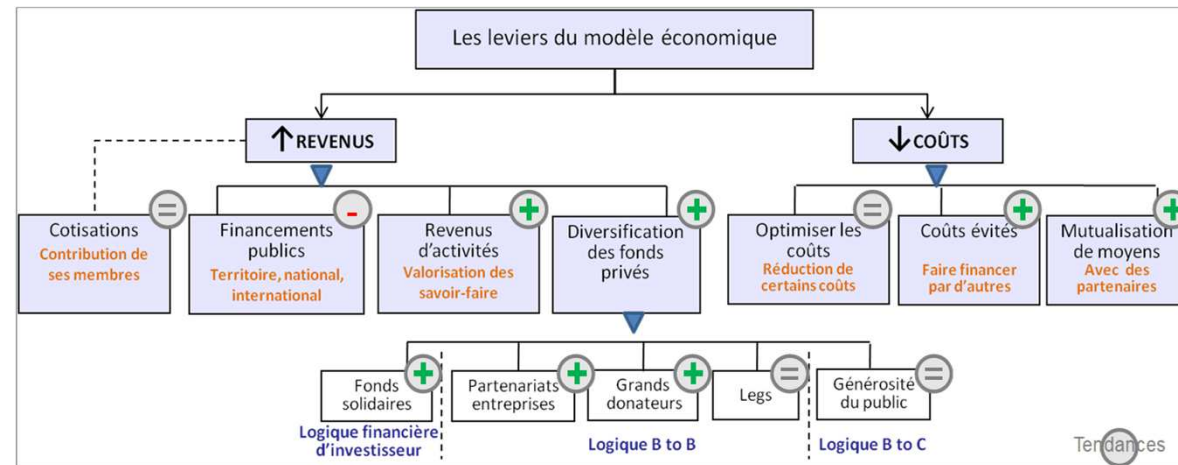 Les leviers du modèle économique
↑ REVENUS
↓ COÛTS
=
-
+
+
=
+
+
Cotisations
Contribution de
ses membres
Financements
publics
Territoire, national,
international
Revenus
d'activités
Valorisation des
savoir-faire
Diversification
des fonds
privés
Optimiser les
coûts
Réduction de
certains coûts
Coûts évités
Faire financer
par d'autres
Mutualisation
de moyens
Avec des
partenaires
+
+
+
=
=
Fonds
solidaires
Partenariats
entreprises
Grands
donateurs
Legs
Générosité
du public
Logique financière
d'investisseur
Logique B to B
Logique B to C
Tendances